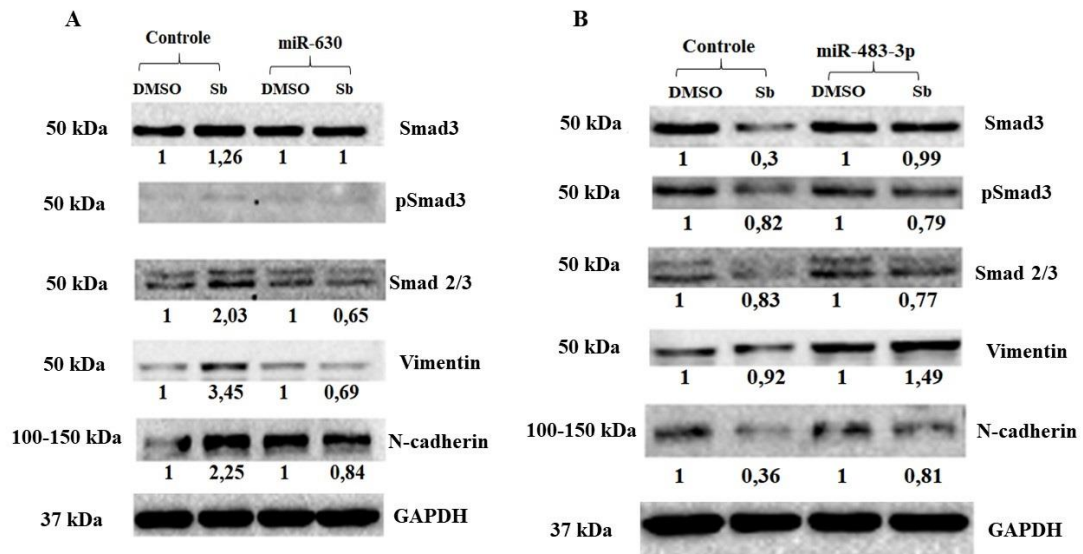 A
Controle miR-630
DMSO Sb DMSO Sb
50 kDa Smad3
1 1,26 1 1
50 kDa pSmad3
50 kDa Smad 2/3
1 2,03 1 0,65
50 kDa Vimentin
1 3,45 1 0,69
100-150 kDa N-cadherin
1 2,25 1 0,84
37 kDa GAPDH
B
Controle miR-483-3p
DMSO Sb DMSO Sb
50 kDa Smad3
1 0,3 1 0,99
50 kDa pSmad3
1 0,82 1 0,79
50 kDa Smad 2/3
1 0,83 1 0,77
50 kDa Vimentin
1 0,92 1 1,49
100-150 kDa N-cadherin
1 0,36 1 0,81
37 kDa GAPDH